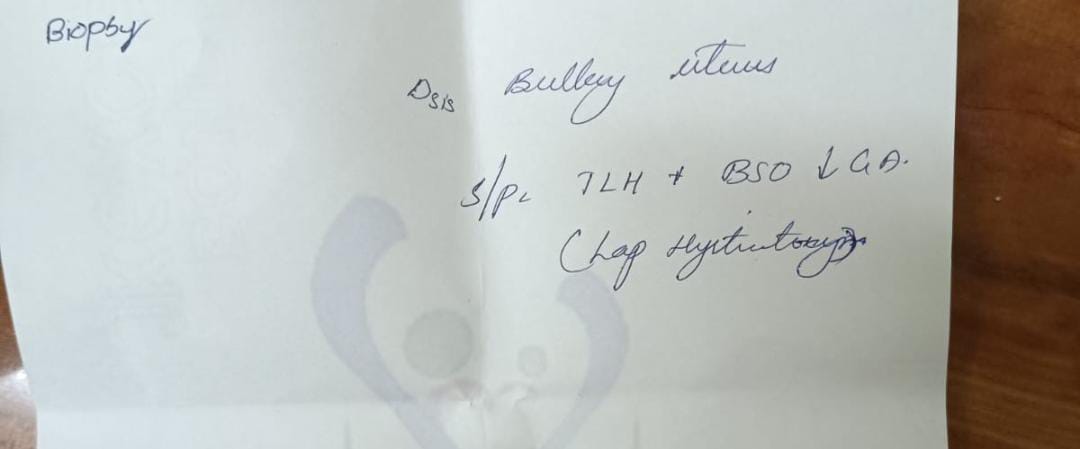 Biopsy
Dsis Bulky uterus
S/P: TLH + BSO ↓ GA.
(Lap Hysterectomy)